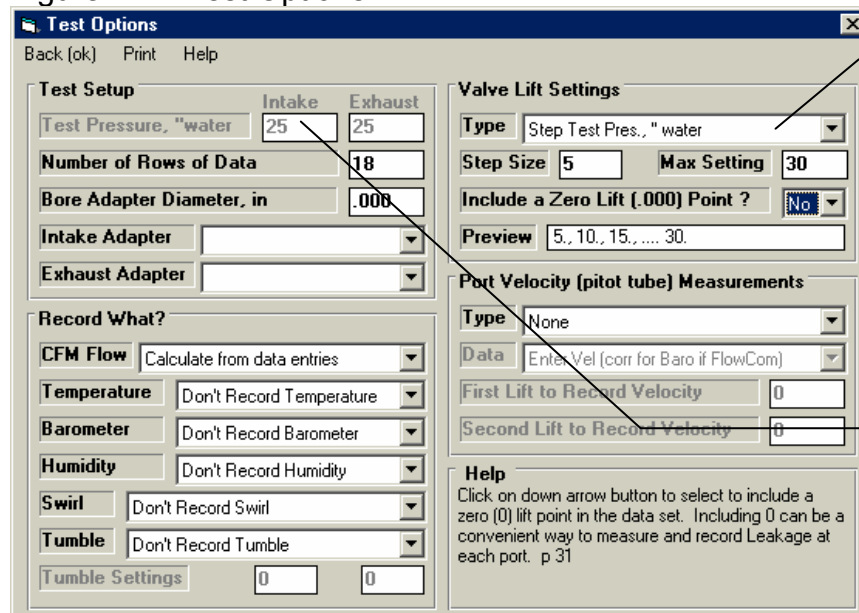 Test Options
Back (ok) Print Help
Test Setup
Intake Exhaust
Test Pressure, "water 25 25
Number of Rows of Data 18
Bore Adapter Diameter, in .000
Intake Adapter
Exhaust Adapter
Record What?
CFM Flow Calculate from data entries
Temperature Don't Record Temperature
Barometer Don't Record Barometer
Humidity Don't Record Humidity
Swirl Don't Record Swirl
Tumble Don't Record Tumble
Tumble Settings 0 0
Valve Lift Settings
Type Step Test Pres., " water
Step Size 5 Max Setting 30
Include a Zero Lift (.000) Point ? No
Preview 5., 10., 15., .... 30.
Port Velocity (pitot tube) Measurements
Type None
Data Enter Vel (corr for Baro if FlowCom)
First Lift to Record Velocity 0
Second Lift to Record Velocity 0
Help
Click on down arrow button to select to include a
zero (0) lift point in the data set. Including 0 can be a
convenient way to measure and record Leakage at
each port. p 31